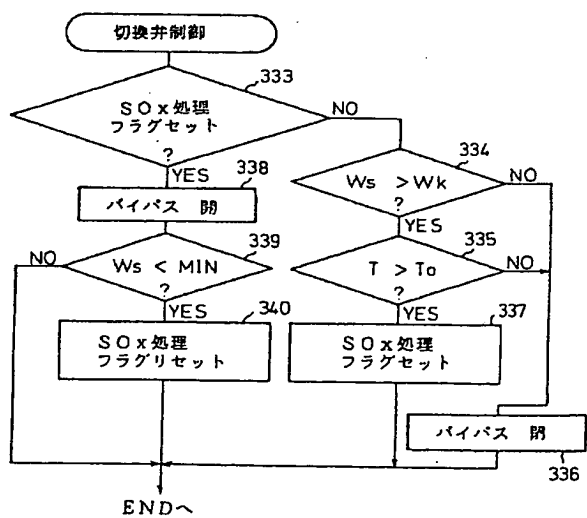 切換弁制御
333
SOx処理
フラグセット
?
NO
YES
334
Ws >Wk
?
NO
YES
338
バイパス 開
339
NO
Ws < MIN
?
YES
335
T > To
?
NO
YES
340
SOx処理
フラグリセット
337
SOx処理
フラグセット
バイパス 閉
336
ENDへ